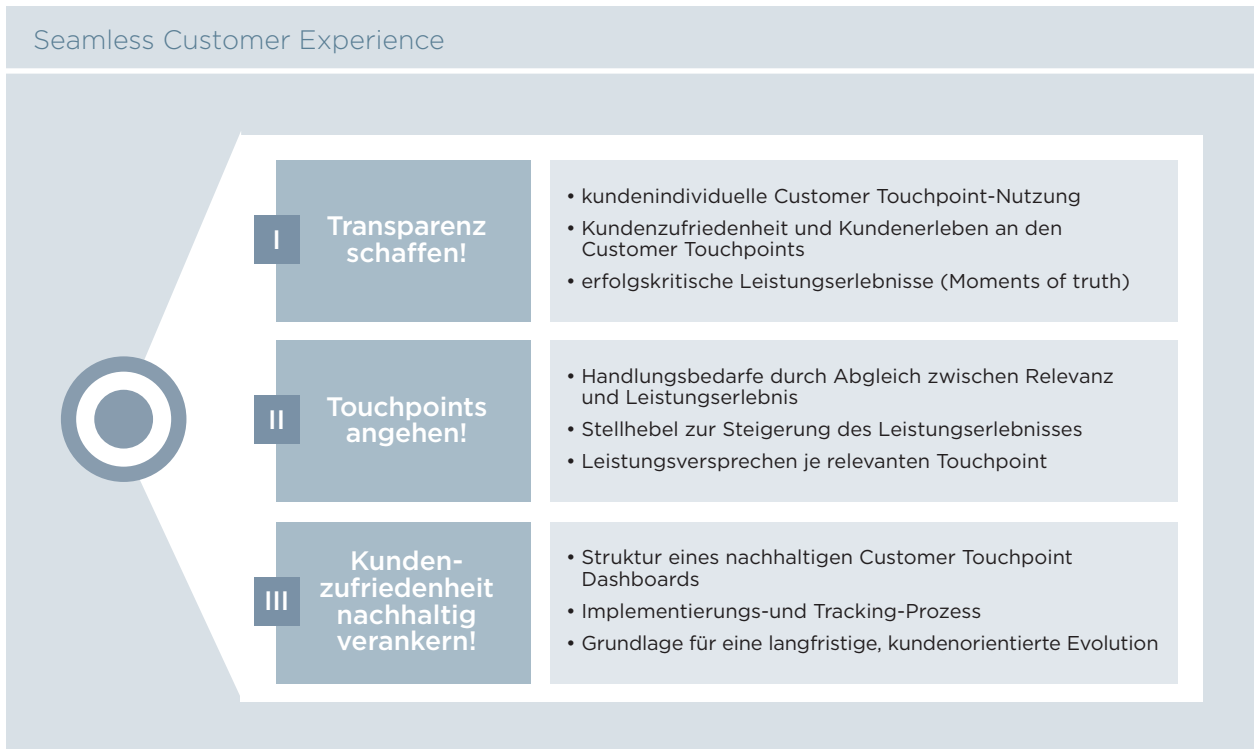 Seamless Customer Experience
I
Transparenz
schaffen!
• kundenindividuelle Customer Touchpoint-Nutzung
• Kundenzufriedenheit und Kundenerleben an den
Customer Touchpoints
• erfolgskritische Leistungserlebnisse (Moments of truth)
II
Touchpoints
angehen!
• Handlungsbedarfe durch Abgleich zwischen Relevanz
und Leistungserlebnis
• Stellhebel zur Steigerung des Leistungserlebnisses
• Leistungsversprechen je relevanten Touchpoint
III
Kunden-
zufriedenheit
nachhaltig
verankern!
• Struktur eines nachhaltigen Customer Touchpoint
Dashboards
• Implementierungs-und Tracking-Prozess
• Grundlage für eine langfristige, kundenorientierte Evolution